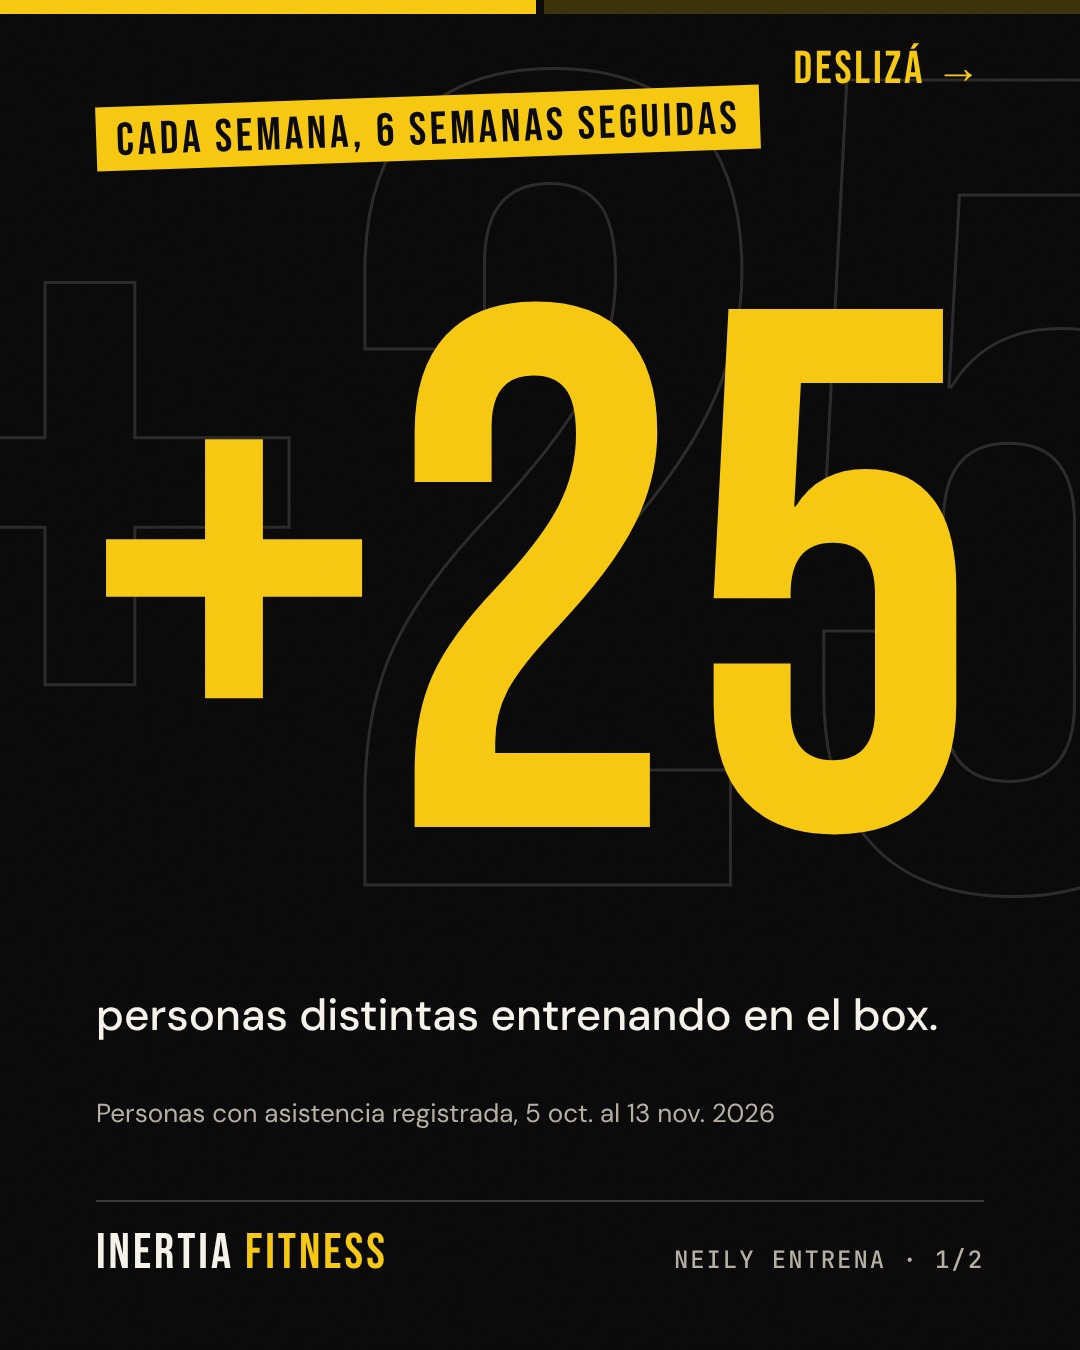 DESLIZÁ →
CADA SEMANA, 6 SEMANAS SEGUIDAS
+25
personas distintas entrenando en el box.
Personas con asistencia registrada, 5 oct. al 13 nov. 2026
INERTIA FITNESS
NEILY ENTRENA · 1/2